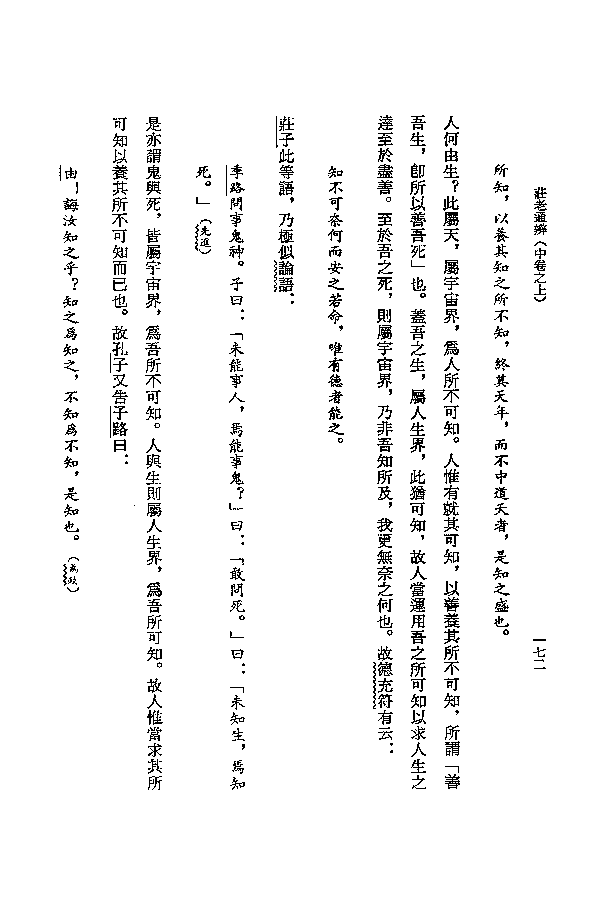 莊老通辨（中卷之上）
一七二
所知，以養其知之所不知，終其天年，而不中道夭者，是知之盛也。
人何由生？此屬天，屬宇宙界，爲人所不可知。人惟有就其可知，以善養其所不可知，所謂「善
吾生，卽所以善吾死」也。蓋吾之生，屬人生界，此猶可知，故人當運用吾之所可知以求人生之
達至於盡善。至於吾之死，則屬宇宙界，乃非吾知所及，我更無奈之何也。故德充符有云：
知不可奈何而安之若命，唯有德者能之。
莊子此等語，乃極似論語：
季路問事鬼神。子曰：「未能事人，焉能事鬼？」曰：「敢問死。」曰：「未知生，焉知
死。」（先進）
是亦謂鬼與死，皆屬宇宙界，爲吾所不可知。人與生則屬人生界，爲吾所可知。故人惟當求其所
可知以養其所不可知而已也。故孔子又告子路曰：
由！誨汝知之乎？知之爲知之，不知爲不知，是知也。（爲政）